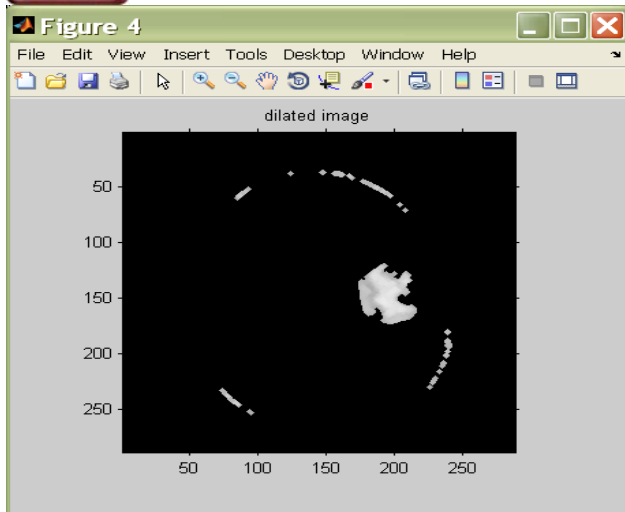 Figure 4
File Edit View Insert Tools Desktop Window Help
dilated image
50
100
150
200
250
50 100 150 200 250